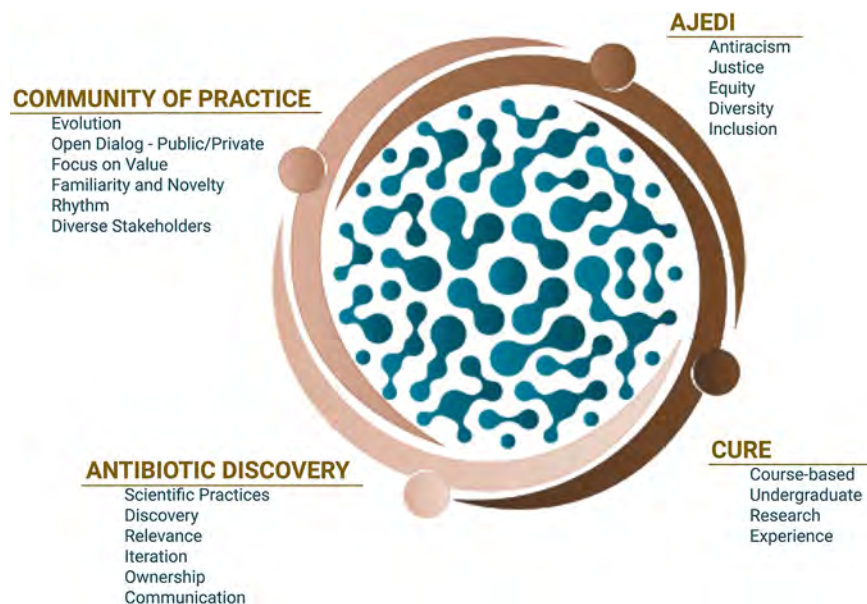 AJEDI
Antiracism
Justice
Equity
Diversity
Inclusion
COMMUNITY OF PRACTICE
Evolution
Open Dialog - Public/Private
Focus on Value
Familiarity and Novelty
Rhythm
Diverse Stakeholders
ANTIBIOTIC DISCOVERY
Scientific Practices
Discovery
Relevance
Iteration
Ownership
Communication
CURE
Course-based
Undergraduate
Research
Experience